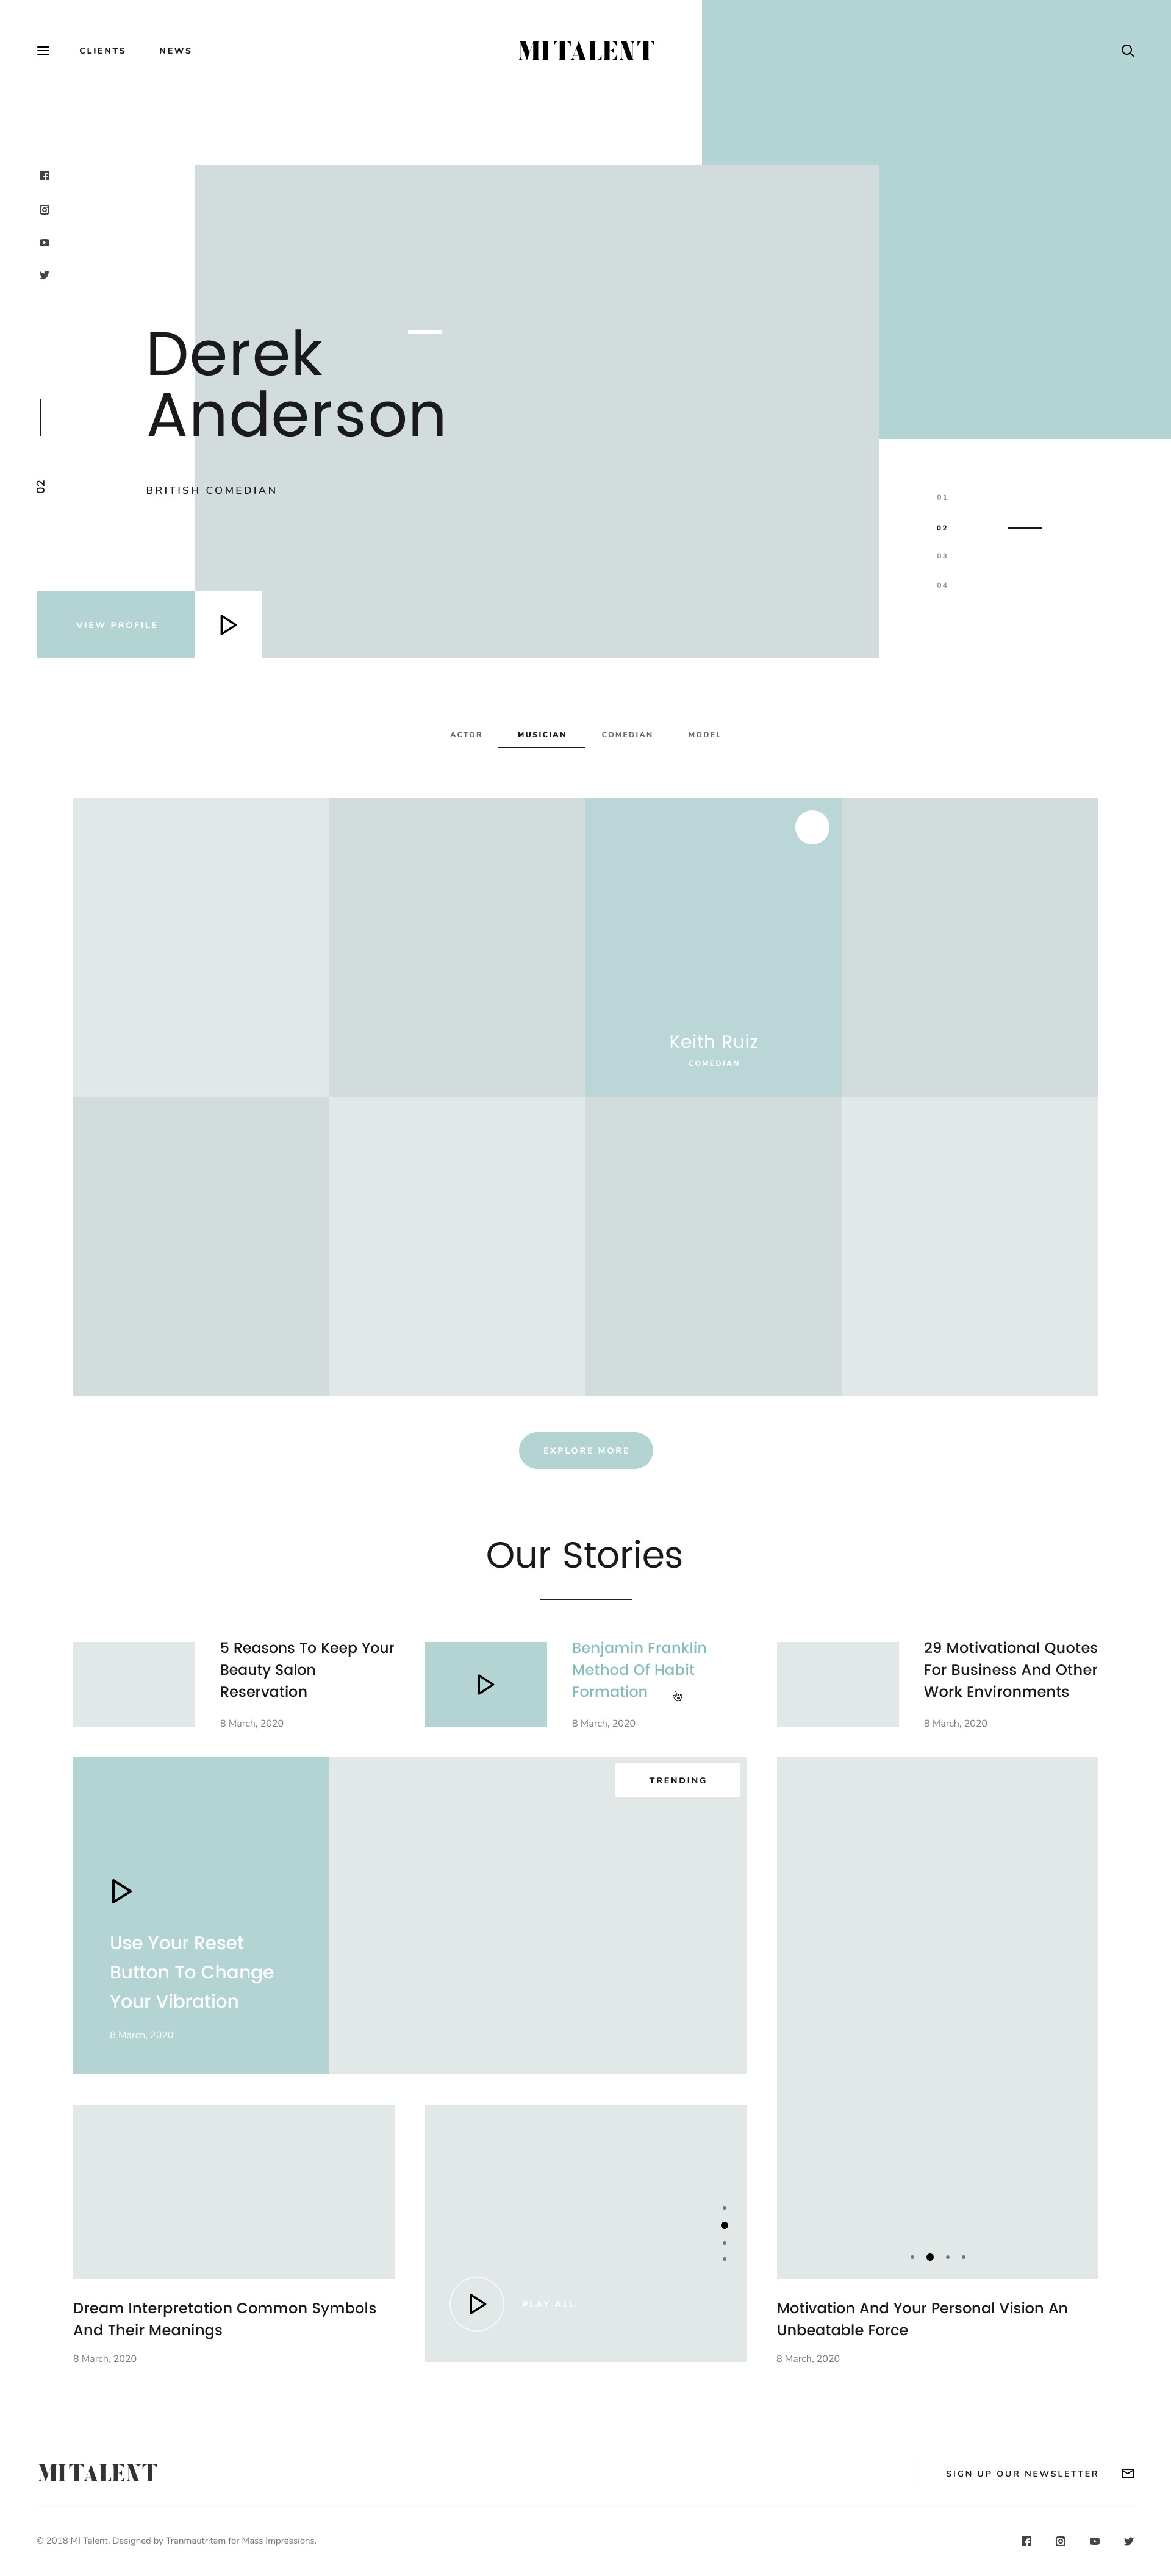 CLIENTS
NEWS
MI TALENT
Derek
Anderson
BRITISH COMEDIAN
02
01
02
03
04
VIEW PROFILE
ACTOR
MUSICIAN
COMEDIAN
MODEL
Keith Ruiz
COMEDIAN
EXPLORE MORE
Our Stories
5 Reasons To Keep Your
Beauty Salon
Reservation
8 March, 2020
Benjamin Franklin
Method Of Habit
Formation
8 March, 2020
29 Motivational Quotes
For Business And Other
Work Environments
8 March, 2020
TRENDING
Use Your Reset
Button To Change
Your Vibration
8 March, 2020
PLAY ALL
Dream Interpretation Common Symbols
And Their Meanings
8 March, 2020
Motivation And Your Personal Vision An
Unbeatable Force
8 March, 2020
MI TALENT
SIGN UP OUR NEWSLETTER
© 2018 MI Talent. Designed by Tranmautritam for Mass Impressions.